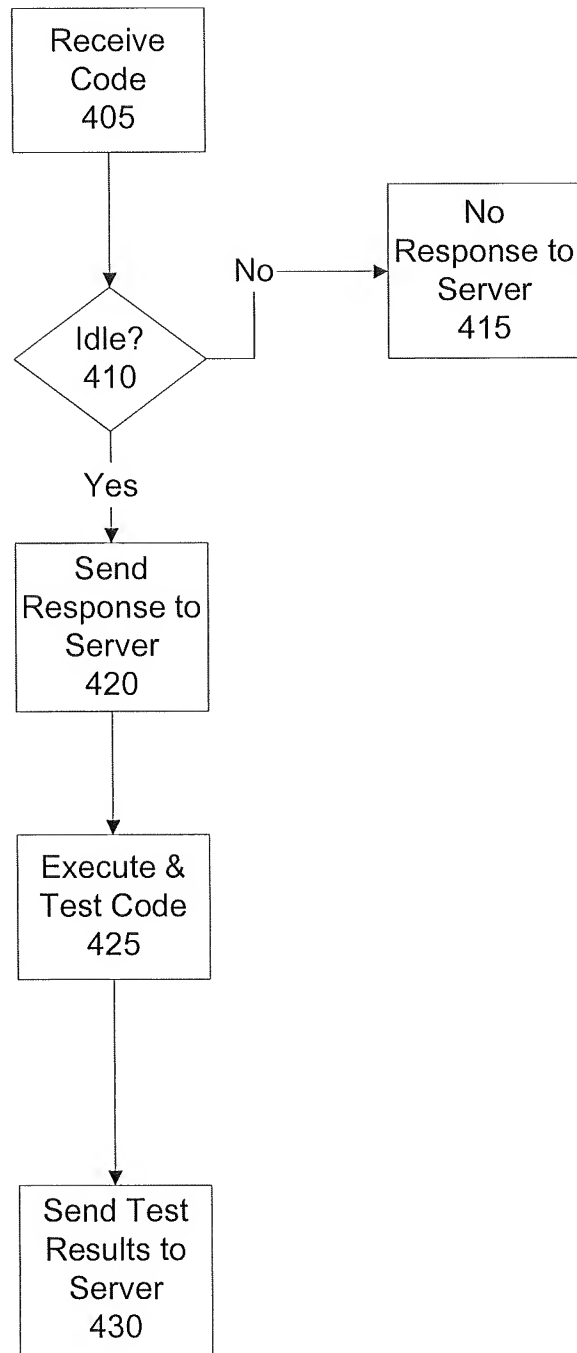 Receive
Code
405
No
Response to
Server
415
No
Idle?
410
Yes
Send
Response to
Server
420
Execute &
Test Code
425
Send Test
Results to
Server
430